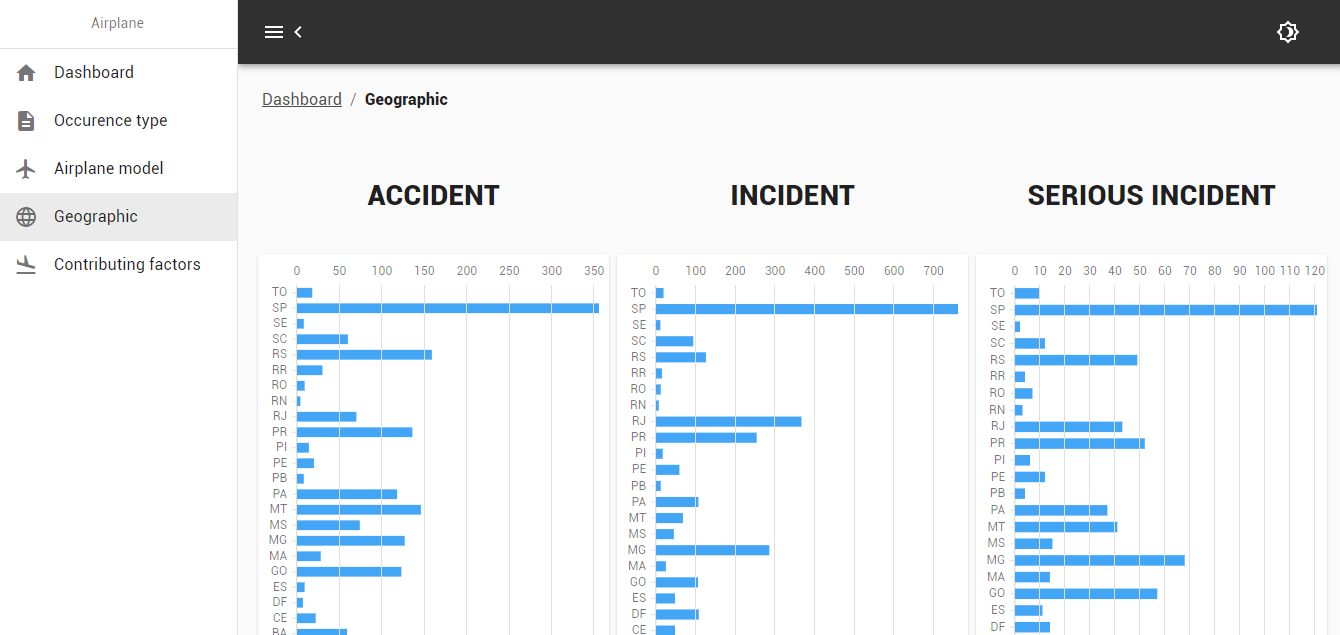 Airplane
Dashboard
Occurence type
Airplane model
Geographic
Contributing factors
Dashboard / Geographic
ACCIDENT
0 50 100 150 200 250 300 350
TO
SP
SE
SC
RS
RR
RO
RN
RJ
PR
PI
PE
PB
PA
MT
MS
MG
MA
GO
ES
DF
CE
BA
INCIDENT
0 100 200 300 400 500 600 700
TO
SP
SE
SC
RS
RR
RO
RN
RJ
PR
PI
PE
PB
PA
MT
MS
MG
MA
GO
ES
DF
CE
SERIOUS INCIDENT
0 10 20 30 40 50 60 70 80 90 100 110 120
TO
SP
SE
SC
RS
RR
RO
RN
RJ
PR
PI
PE
PB
PA
MT
MS
MG
MA
GO
ES
DF